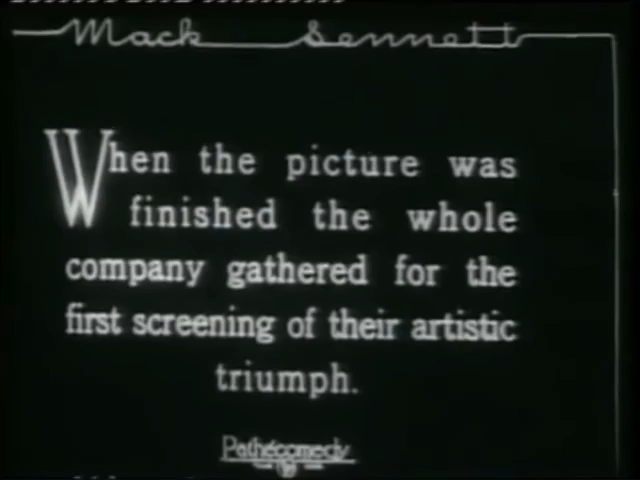 Mack Sennett
When the picture was
finished the whole
company gathered for the
first screening of their artistic
triumph.
Pathécomedy